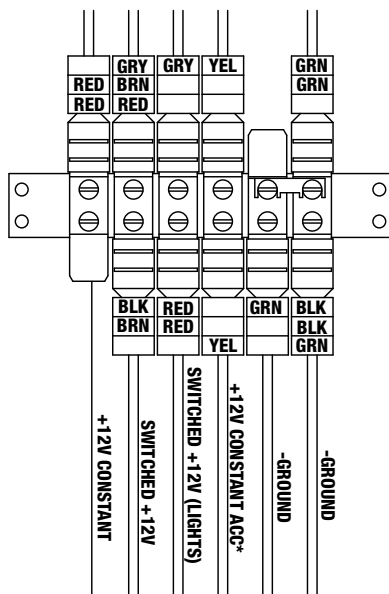 GRY GRY YEL GRN
RED BRN GRN
RED RED
BLK RED GRN BLK
BRN RED BLK
YEL GRN
+12V CONSTANT
SWITCHED +12V
SWITCHED +12V (LIGHTS)
+12V CONSTANT ACC*
-GROUND
-GROUND